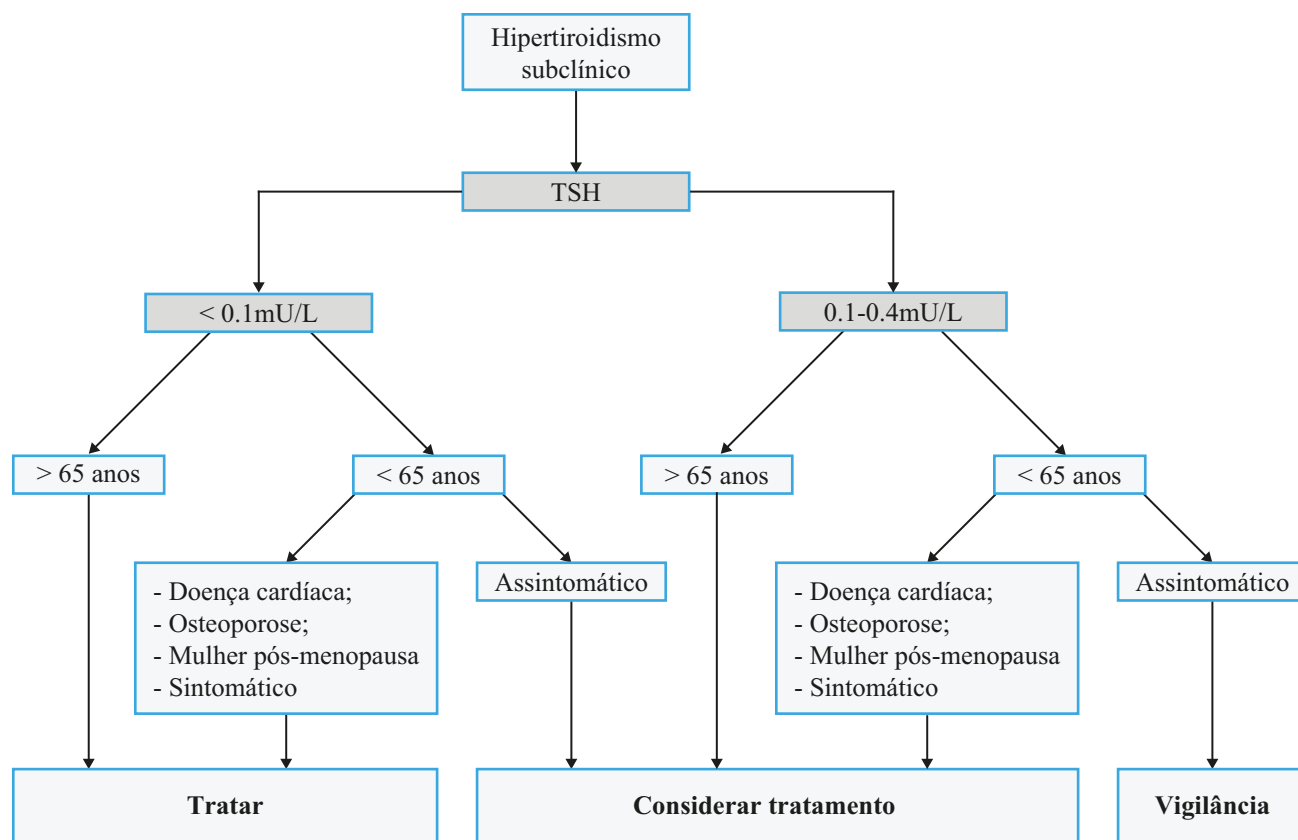 Hipertiroidismo
subclínico
TSH
< 0.1mU/L
0.1-0.4mU/L
> 65 anos
< 65 anos
> 65 anos
< 65 anos
- Doença cardíaca;
- Osteoporose;
- Mulher pós-menopausa
- Sintomático
Assintomático
- Doença cardíaca;
- Osteoporose;
- Mulher pós-menopausa
- Sintomático
Assintomático
Tratar
Considerar tratamento
Vigilância